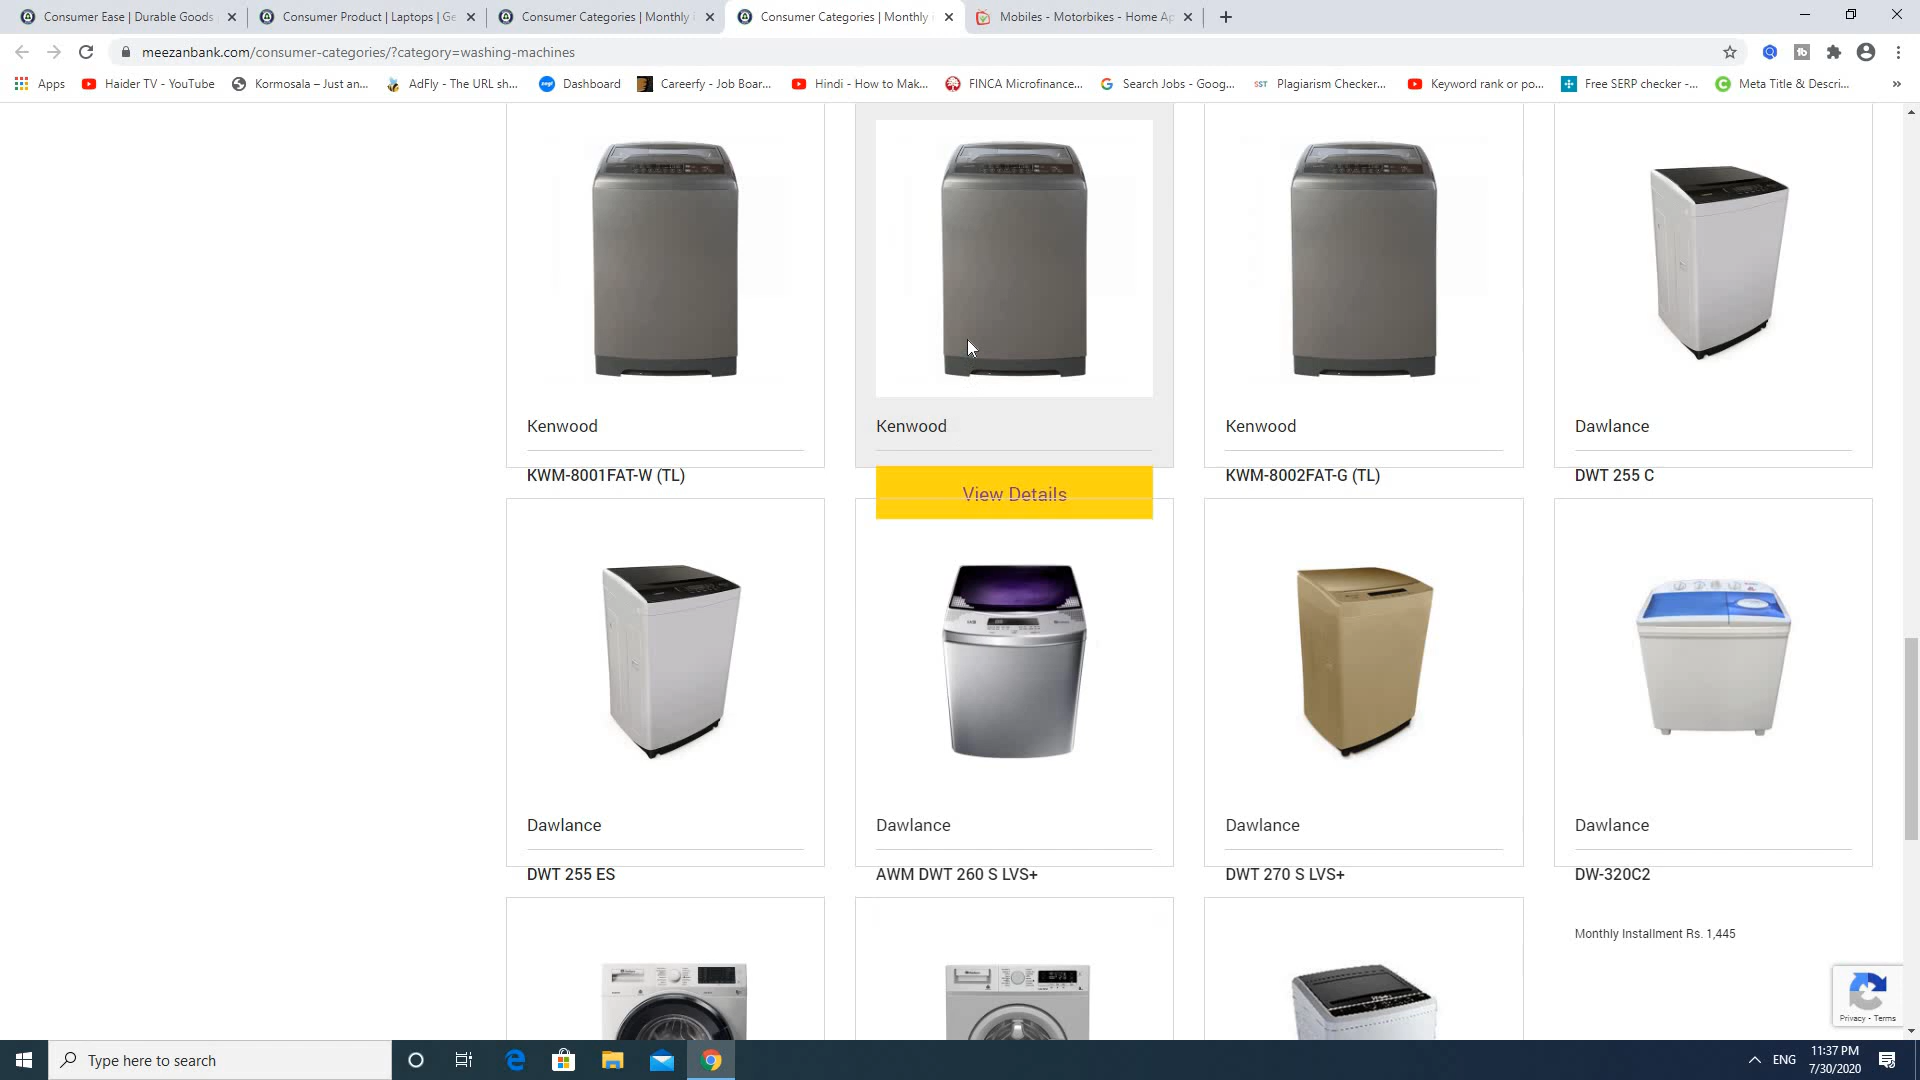 Consumer Ease | Durable Goods
Consumer Product | Laptops | Ge
Consumer Categories | Monthly
Consumer Categories | Monthly
Mobiles - Motorbikes - Home Ap
meezanbank.com/consumer-categories/?category=washing-machines
Apps
Haider TV - YouTube
Kormosala – Just an...
AdFly - The URL sh...
Dashboard
Careerfy - Job Boar...
Hindi - How to Mak...
FINCA Microfinance...
Search Jobs - Goog...
SST
Plagiarism Checker...
Keyword rank or po...
Free SERP checker -...
Meta Title & Descri...
Kenwood
Kenwood
Kenwood
Dawlance
KWM-8001FAT-W (TL)
View Details
KWM-8002FAT-G (TL)
DWT 255 C
Dawlance
Dawlance
Dawlance
Dawlance
DWT 255 ES
AWM DWT 260 S LVS+
DWT 270 S LVS+
DW-320C2
Monthly Installment Rs. 1,445
Privacy - Terms
Type here to search
ENG
11:37 PM
7/30/2020